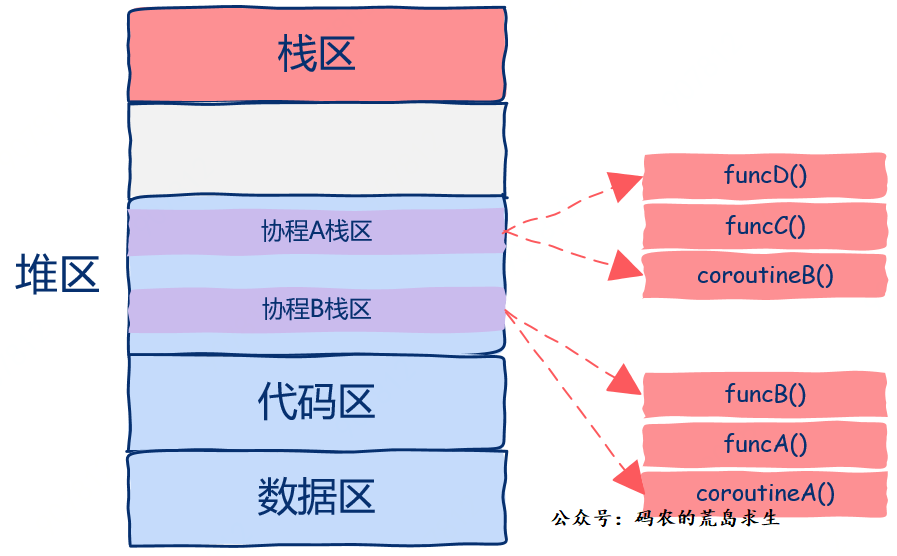 栈区
堆区
协程A栈区
协程B栈区
代码区
数据区
funcD()
funcC()
coroutineB()
funcB()
funcA()
coroutineA()
公众号：码农的荒岛求生